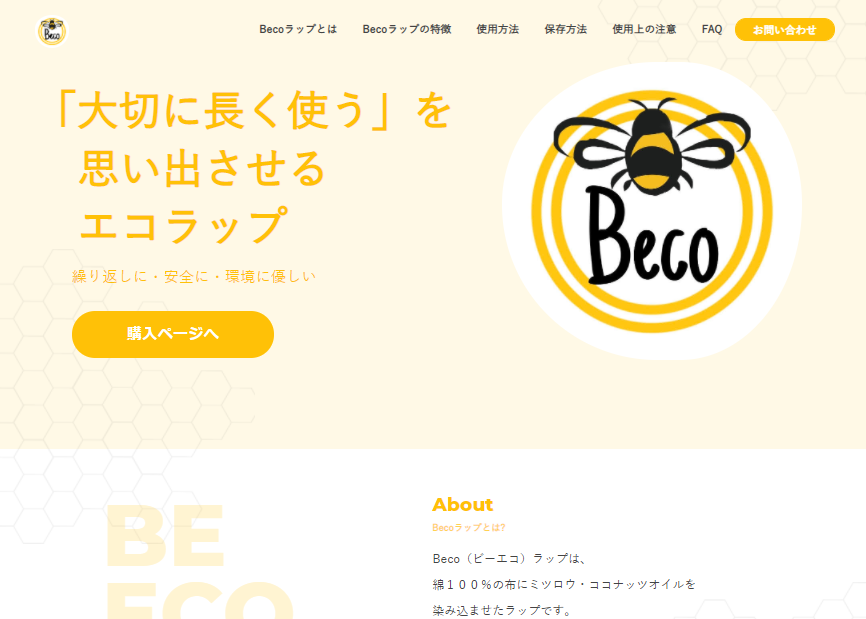 Beco
Becoラップとは
Becoラップの特徴
使用方法
保存方法
使用上の注意
FAQ
お問い合わせ
「大切に長く使う」を
思い出させる
エコラップ
繰り返しに・安全に・環境に優しい
購入ページへ
Beco
BE
ECO
About
Becoラップとは?
Beco（ビーエコ）ラップは、
綿１００％の布にミツロウ・ココナッツオイルを
染み込ませたラップです。